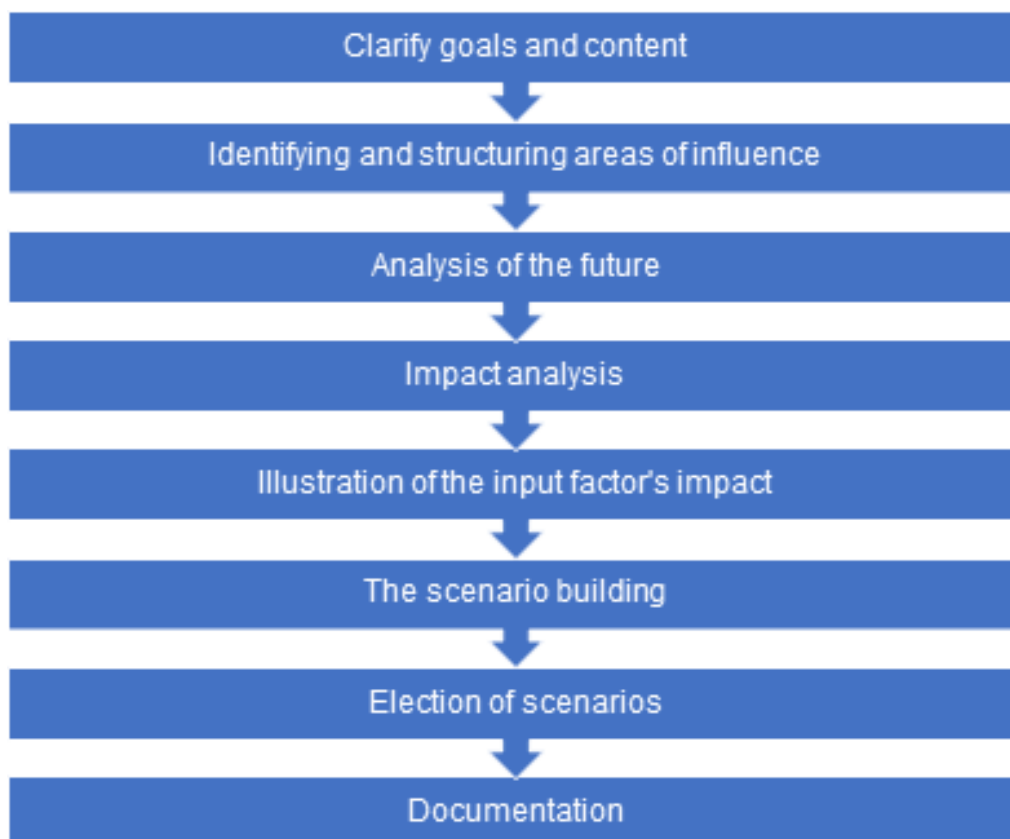 Clarify goals and content
Identifying and structuring areas of influence
Analysis of the future
Impact analysis
Illustration of the input factor's impact
The scenario building
Election of scenarios
Documentation